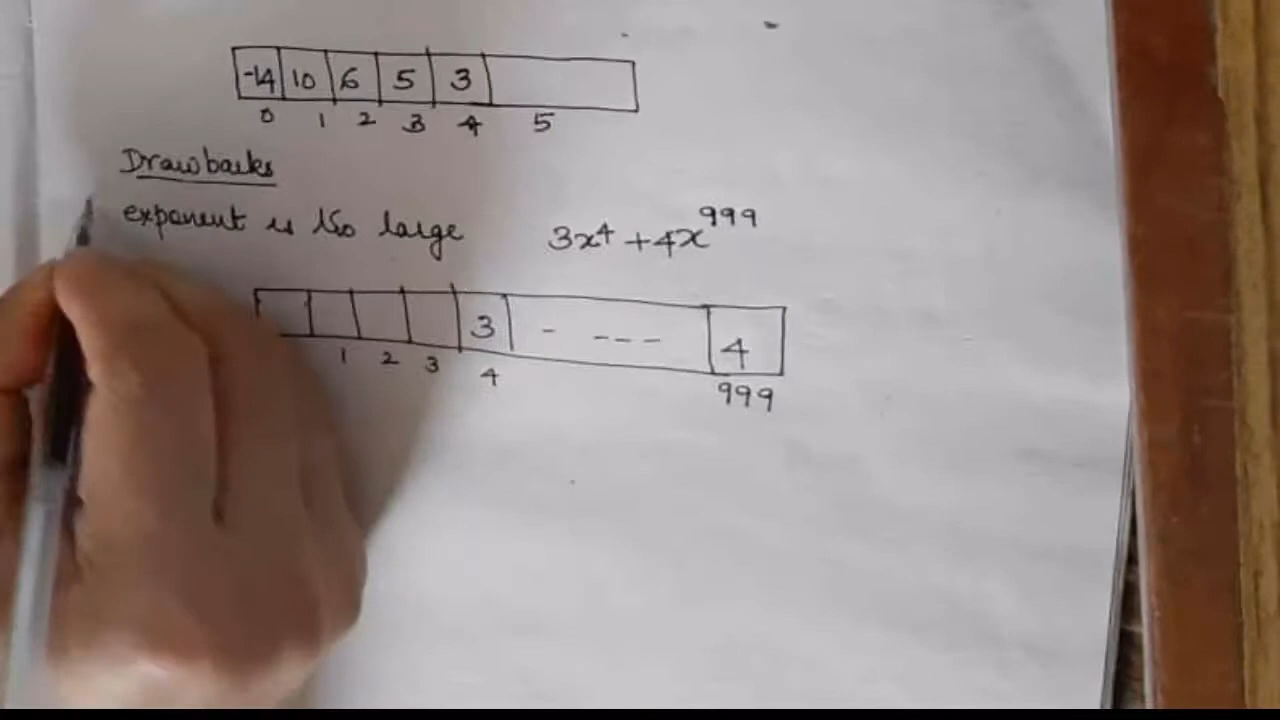 -14 10 6 5 3
0 1 2 3 4 5
Drawbacks
exponent is too large 3x⁴ + 4x⁹⁹⁹
3 - --- 4
1 2 3 4 999